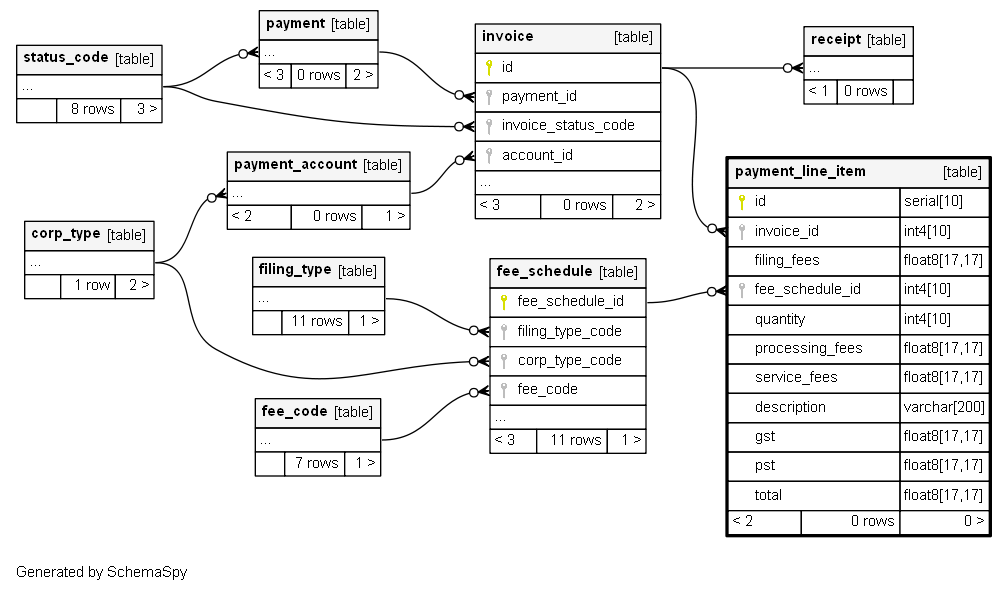 status_code [table]
...
8 rows 3 >
payment [table]
...
< 3 0 rows 2 >
invoice [table]
id
payment_id
invoice_status_code
account_id
...
< 3 0 rows 2 >
receipt [table]
...
< 1 0 rows
payment_account [table]
...
< 2 0 rows 1 >
corp_type [table]
...
1 row 2 >
filing_type [table]
...
11 rows 1 >
fee_schedule [table]
fee_schedule_id
filing_type_code
corp_type_code
fee_code
...
< 3 11 rows 1 >
fee_code [table]
...
7 rows 1 >
payment_line_item [table]
id serial[10]
invoice_id int4[10]
filing_fees float8[17,17]
fee_schedule_id int4[10]
quantity int4[10]
processing_fees float8[17,17]
service_fees float8[17,17]
description varchar[200]
gst float8[17,17]
pst float8[17,17]
total float8[17,17]
< 2 0 rows 0 >
Generated by SchemaSpy